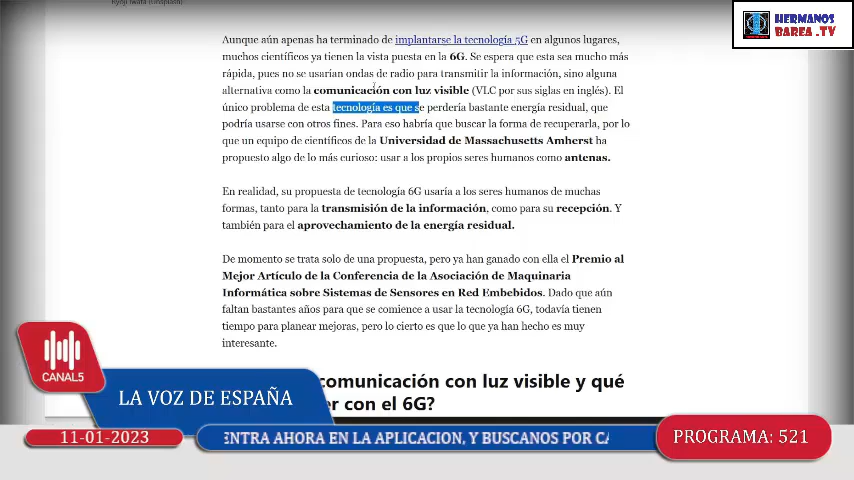 Ryoji Iwata (Unsplash)
HERMANOS
BAREA .TV
Aunque aún apenas ha terminado de implantarse la tecnología 5G en algunos lugares,
muchos científicos ya tienen la vista puesta en la 6G. Se espera que esta sea mucho más
rápida, pues no se usarían ondas de radio para transmitir la información, sino alguna
alternativa como la comunicación con luz visible (VLC por sus siglas en inglés). El
único problema de esta tecnología es que se perdería bastante energía residual, que
podría usarse con otros fines. Para eso habría que buscar la forma de recuperarla, por lo
que un equipo de científicos de la Universidad de Massachusetts Amherst ha
propuesto algo de lo más curioso: usar a los propios seres humanos como antenas.
En realidad, su propuesta de tecnología 6G usaría a los seres humanos de muchas
formas, tanto para la transmisión de la información, como para su recepción. Y
también para el aprovechamiento de la energía residual.
De momento se trata solo de una propuesta, pero ya han ganado con ella el Premio al
Mejor Artículo de la Conferencia de la Asociación de Maquinaria
Informática sobre Sistemas de Sensores en Red Embebidos. Dado que aún
faltan bastantes años para que se comience a usar la tecnología 6G, todavía tienen
tiempo para planear mejoras, pero lo cierto es que lo que ya han hecho es muy
interesante.
comunicación con luz visible y qué
er con el 6G?
CANAL5
LA VOZ DE ESPAÑA
11-01-2023
ENTRA AHORA EN LA APLICACION, Y BUSCANOS POR CA
PROGRAMA: 521